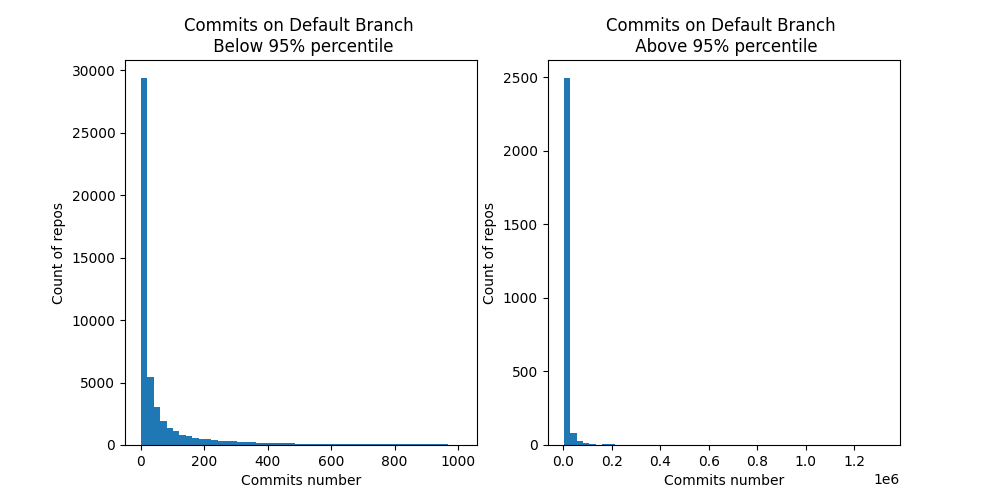 Commits on Default Branch
Below 95% percentile
30000
25000
20000
15000
10000
5000
0
Count of repos
0 200 400 600 800 1000
Commits number
Commits on Default Branch
Above 95% percentile
2500
2000
1500
1000
500
0
Count of repos
0.0 0.2 0.4 0.6 0.8 1.0 1.2
1e6
Commits number